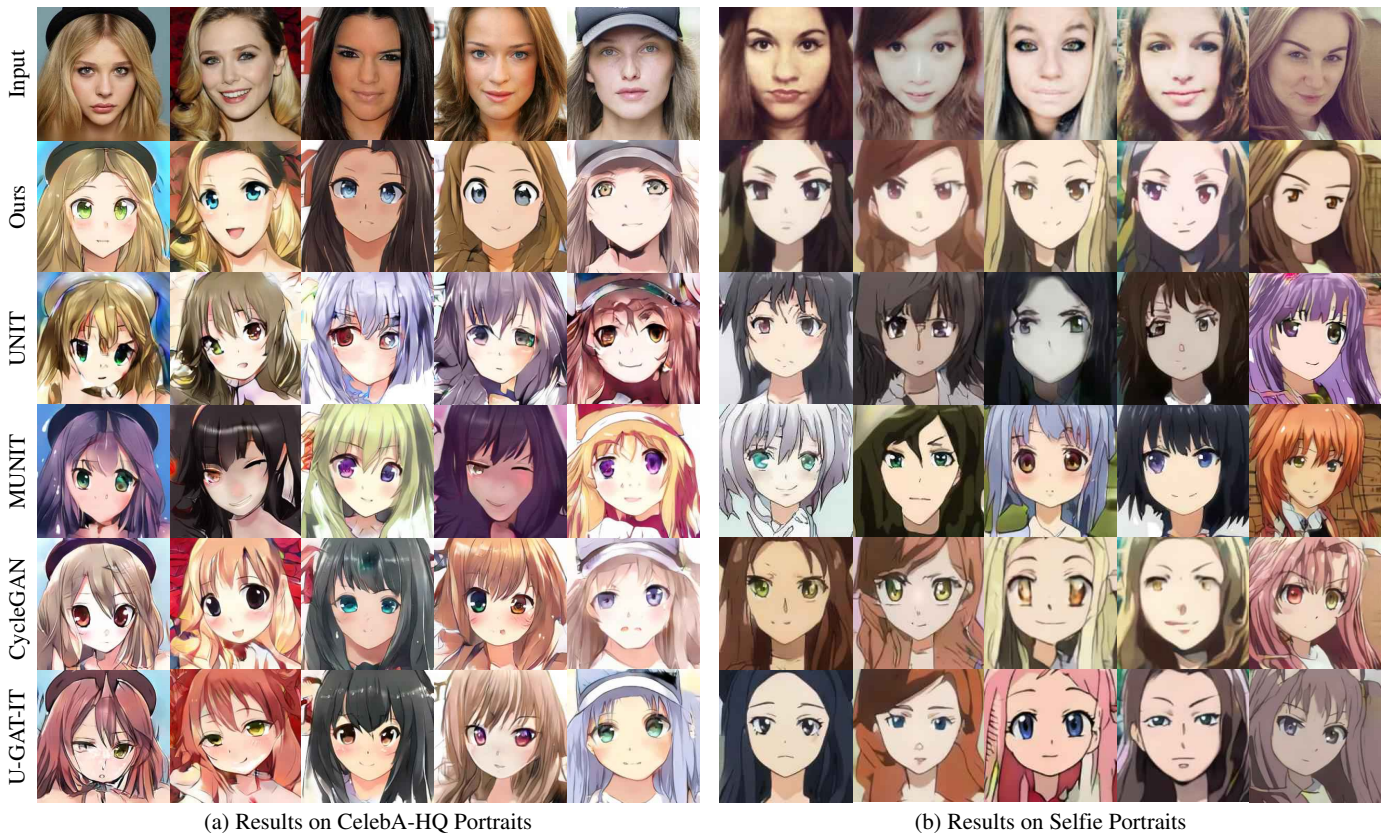 Input
Ours
UNIT
MUNIT
CycleGAN
U-GAT-IT
(a) Results on CelebA-HQ Portraits
(b) Results on Selfie Portraits